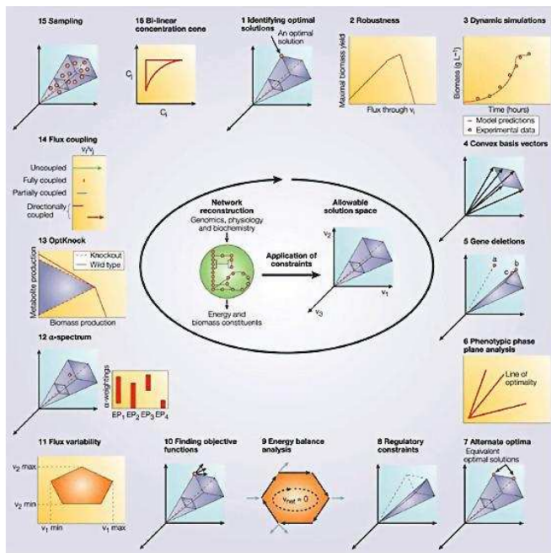 15 Sampling
16 Bi-linear
concentration cone
Ci
Ci
1 Identifying optimal
solutions
An optimal
solution
2 Robustness
Maximal biomass yield
Flux through vi
3 Dynamic simulations
Biomass (g L–1)
Time (hours)
Model predictions
Experimental data
14 Flux coupling
vi/vj
Uncoupled
Fully coupled
Partially coupled
Directionally
coupled
4 Convex basis vectors
13 OptKnock
Knockout
Wild type
Metabolite production
Biomass production
5 Gene deletions
a
b
c
Network
reconstruction
Genomics, physiology
and biochemistry
Energy and
biomass constituents
Application of
constraints
Allowable
solution space
v2
v1
v3
12 α-spectrum
α-weightings
EP1 EP2 EP3 EP4
6 Phenotypic phase
plane analysis
Line of
optimality
11 Flux variability
v2 max
v2 min
v1 min
v1 max
10 Finding objective
functions
9 Energy balance
analysis
vnet = 0
8 Regulatory
constraints
7 Alternate optima
Equivalent
optimal solutions